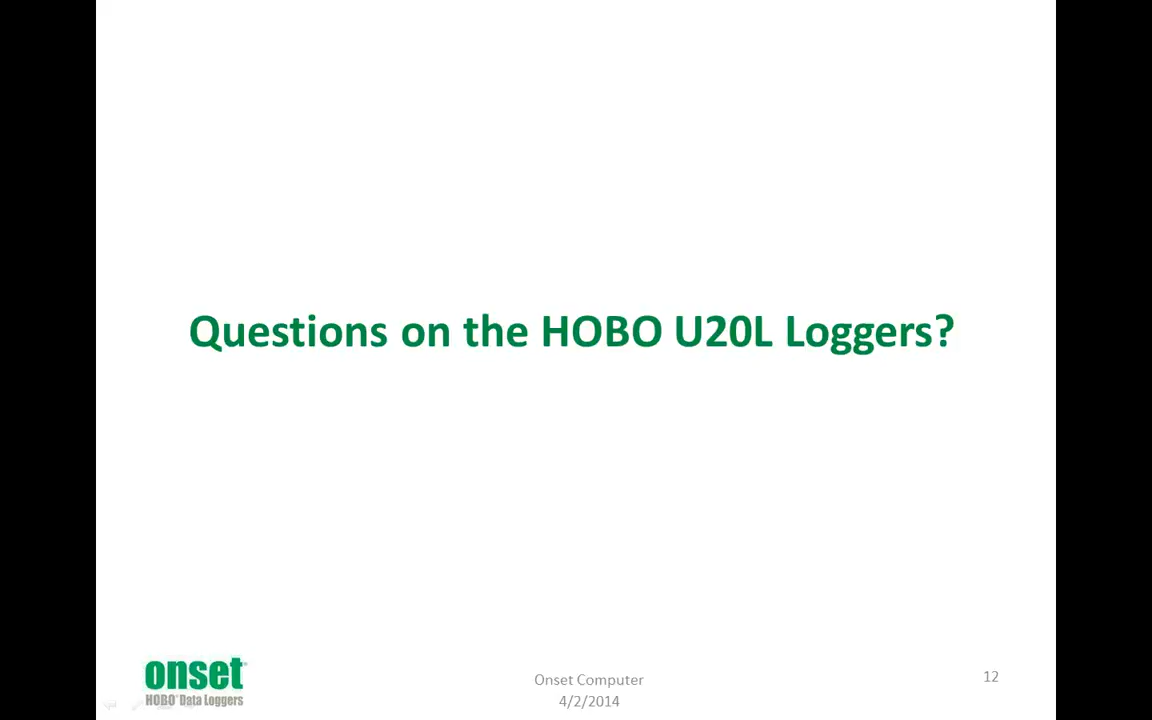 Questions on the HOBO U20L Loggers?
onset
HOBO® Data Loggers
Onset Computer
4/2/2014
12